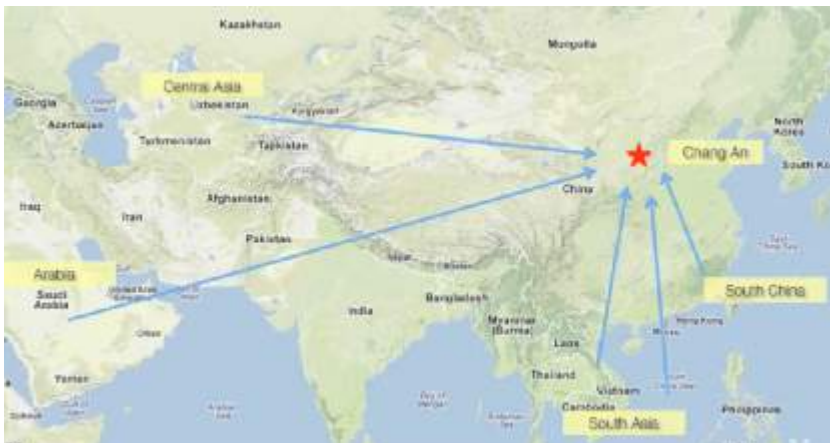 Kazakhstan
Mongolia
Central Asia
Uzbekistan
Georgia
Kyrgyzstan
Azerbaijan
North
Korea
Turkmenistan
Tajikistan
Chang An
South Ko
China
Afghanistan
Iraq
Iran
Pakistan
Nepal
Arabia
Saudi
Arabia
South China
India
Bangladesh
Hong Kong
Myanmar
(Burma)
Oman
Laos
Thailand
Yemen
Vietnam
Cambodia
Philippines
South Asia